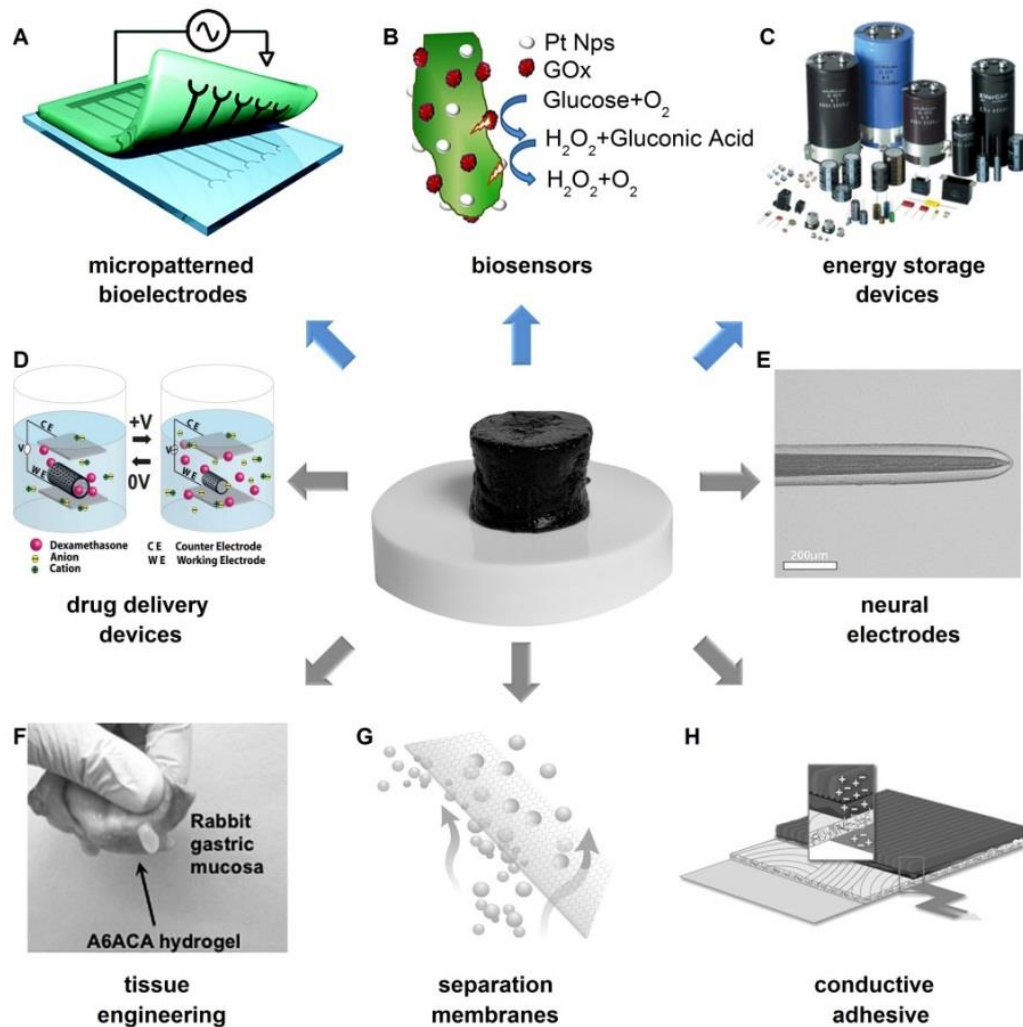 A
micropatterned
bioelectrodes
B
Pt Nps
GOx
Glucose+O₂
H₂O₂+Gluconic Acid
H₂O₂+O₂
biosensors
C
energy storage
devices
D
C E
V
W E
+V
0V
C E
V
W E
Dexamethasone
Anion
Cation
C E Counter Electrode
W E Working Electrode
drug delivery
devices
E
200µm
neural
electrodes
F
Rabbit
gastric
mucosa
A6ACA hydrogel
tissue
engineering
G
separation
membranes
H
conductive
adhesive